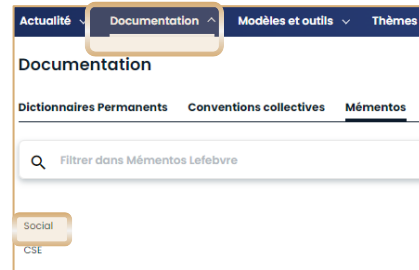 Actualité Documentation Modèles et outils Thèmes
Documentation
Dictionnaires Permanents Conventions collectives Mémentos
Filtrer dans Mémentos Lefebvre
Social
CSE